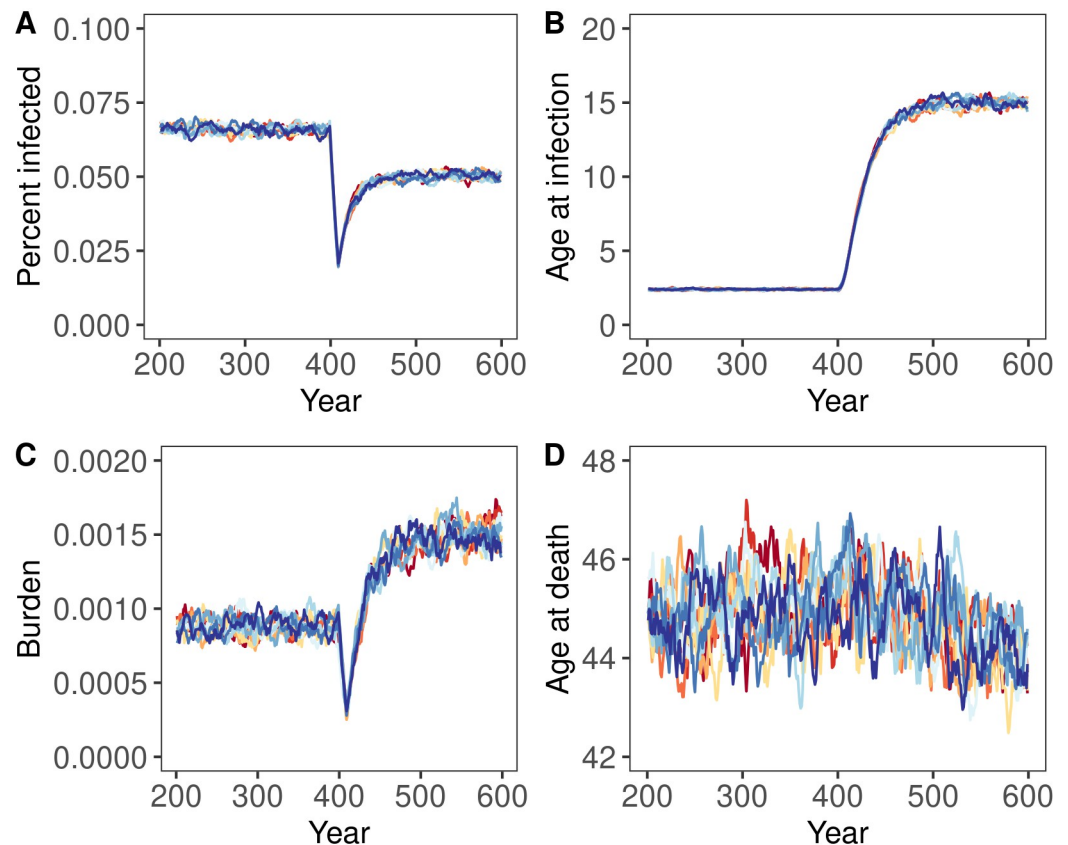 A
Percent infected
0.100
0.075
0.050
0.025
0.000
200 300 400 500 600
Year
B
Age at infection
20
15
10
5
0
200 300 400 500 600
Year
C
Burden
0.0020
0.0015
0.0010
0.0005
0.0000
200 300 400 500 600
Year
D
Age at death
48
46
44
42
200 300 400 500 600
Year